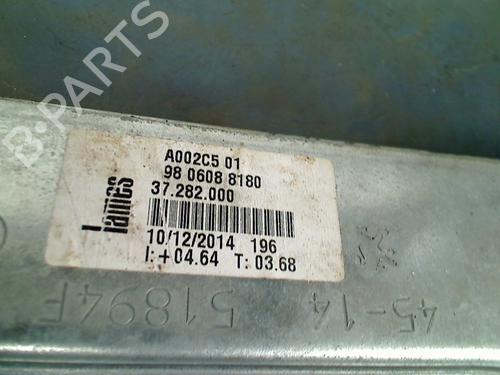 B-PARTS
lames
A002C5 01
98 0608 8180
37.282.000
10/12/2014 196
I:+04.64 T: 03.68
51894F
45-14